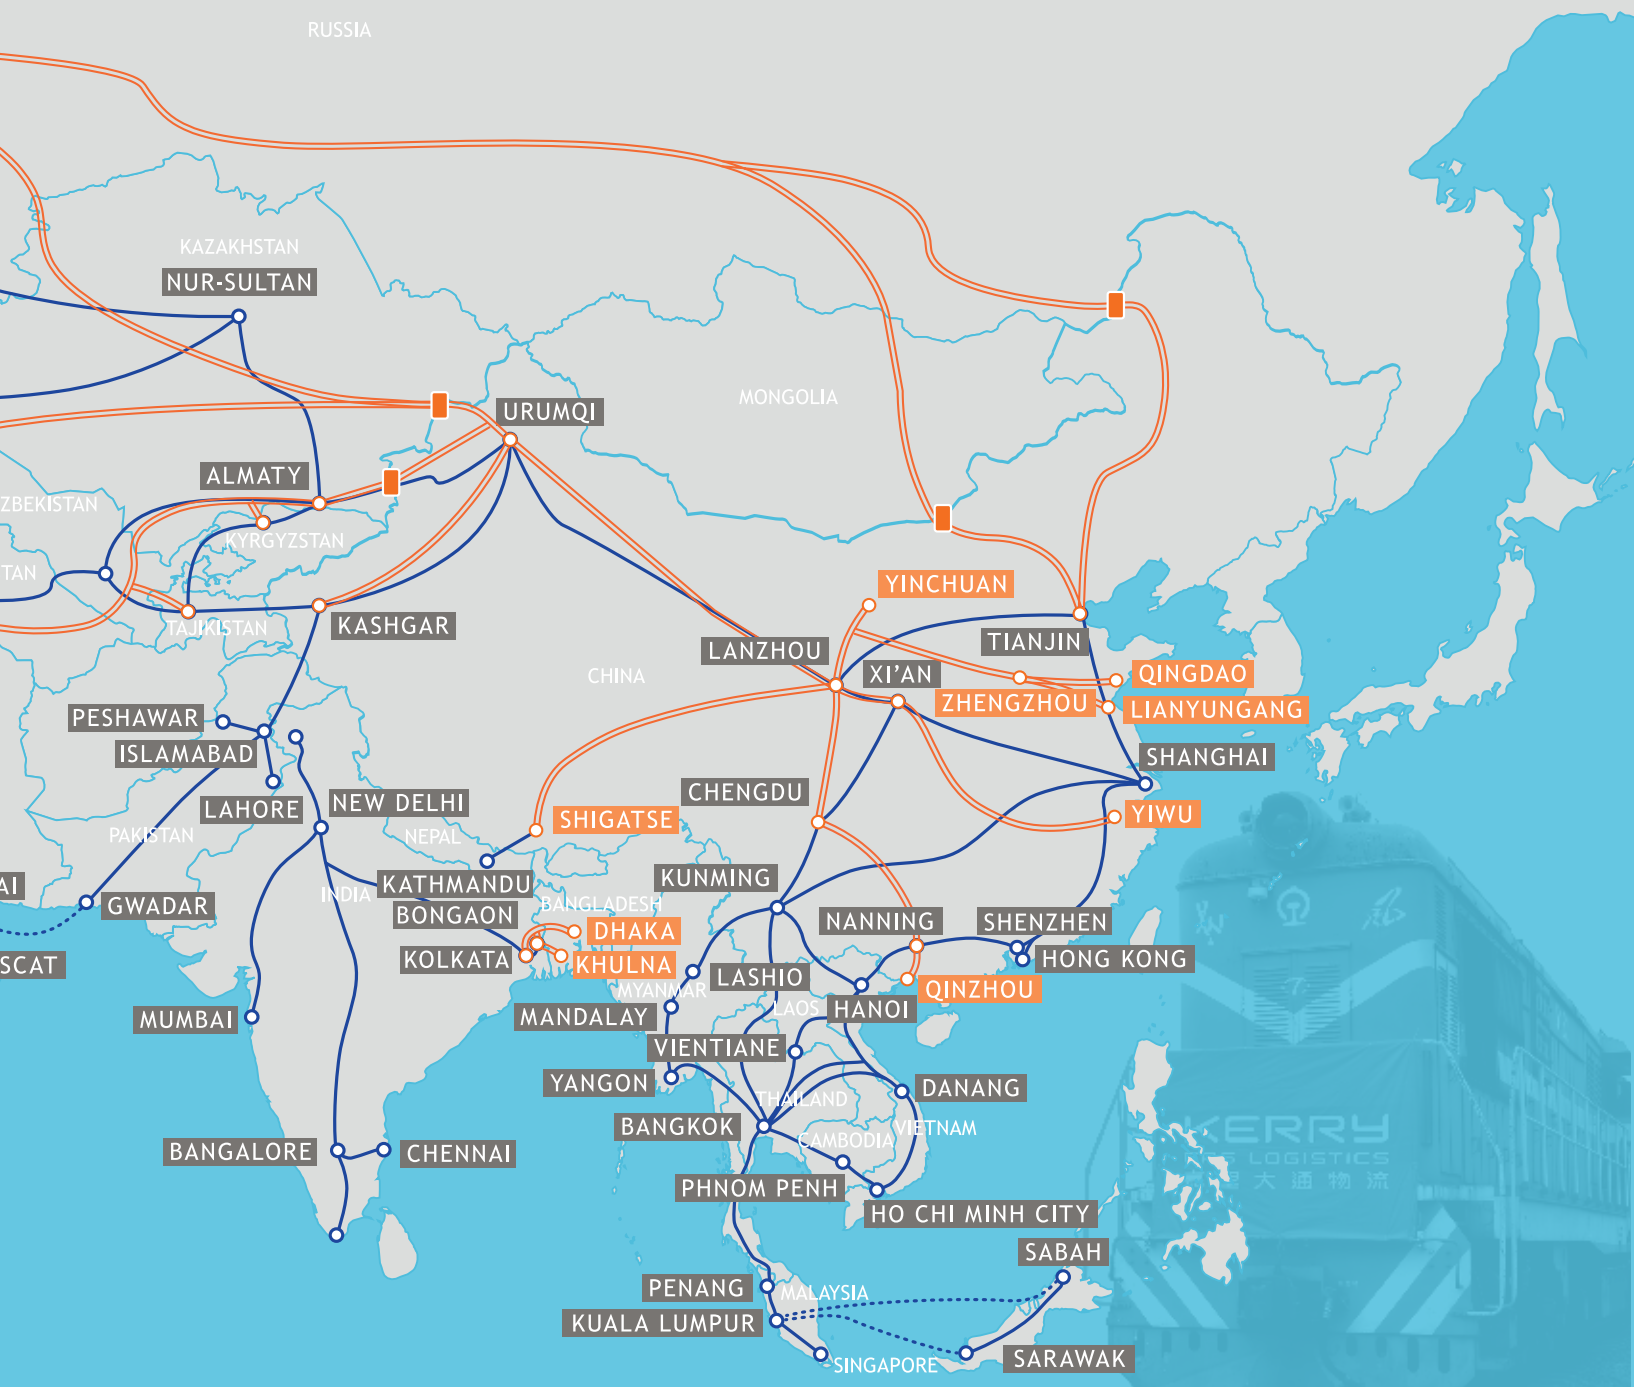 RUSSIA
KAZAKHSTAN
NUR-SULTAN
MONGOLIA
URUMQI
ALMATY
ZBEKISTAN
KYRGYZSTAN
TAN
YINCHUAN
TAJIKISTAN
KASHGAR
LANZHOU
TIANJIN
CHINA
XI'AN
QINGDAO
ZHENGZHOU
LIANYUNGANG
PESHAWAR
ISLAMABAD
SHANGHAI
LAHORE
NEW DELHI
CHENGDU
SHIGATSE
YIWU
PAKISTAN
NEPAL
KUNMING
AI
KATHMANDU
INDIA
GWADAR
BANGLADESH
BONGAON
NANNING
SHENZHEN
DHAKA
KOLKATA
KHULNA
HONG KONG
SCAT
LASHIO
MYANMAR
QINZHOU
LAOS
HANOI
MUMBAI
MANDALAY
VIENTIANE
YANGON
DANANG
THAILAND
BANGKOK
VIETNAM
CAMBODIA
KERRY
LOGISTICS
大通物流
BANGALORE
CHENNAI
PHNOM PENH
HO CHI MINH CITY
SABAH
PENANG
MALAYSIA
KUALA LUMPUR
SINGAPORE
SARAWAK